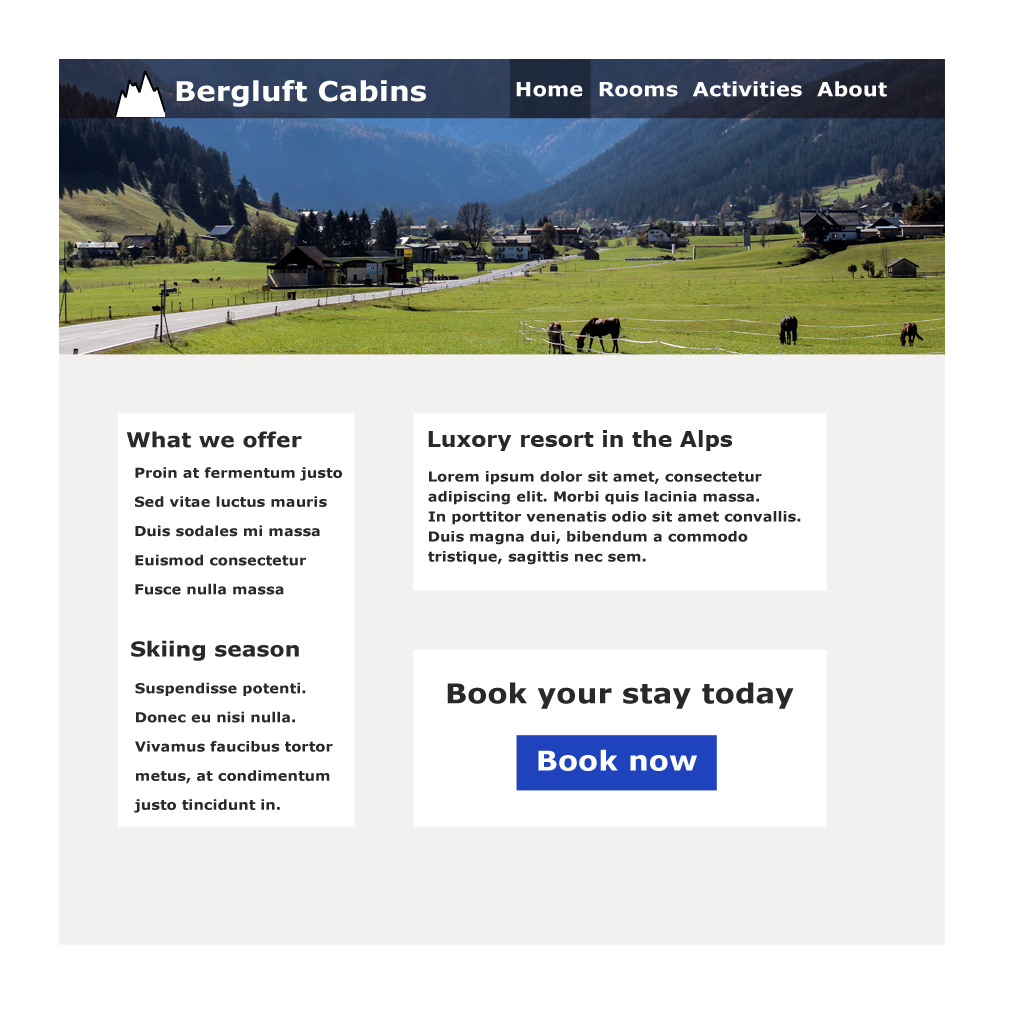 Bergluft Cabins
Home Rooms Activities About
What we offer
Proin at fermentum justo
Sed vitae luctus mauris
Duis sodales mi massa
Euismod consectetur
Fusce nulla massa
Skiing season
Suspendisse potenti.
Donec eu nisi nulla.
Vivamus faucibus tortor
metus, at condimentum
justo tincidunt in.
Luxory resort in the Alps
Lorem ipsum dolor sit amet, consectetur
adipiscing elit. Morbi quis lacinia massa.
In porttitor venenatis odio sit amet convallis.
Duis magna dui, bibendum a commodo
tristique, sagittis nec sem.
Book your stay today
Book now